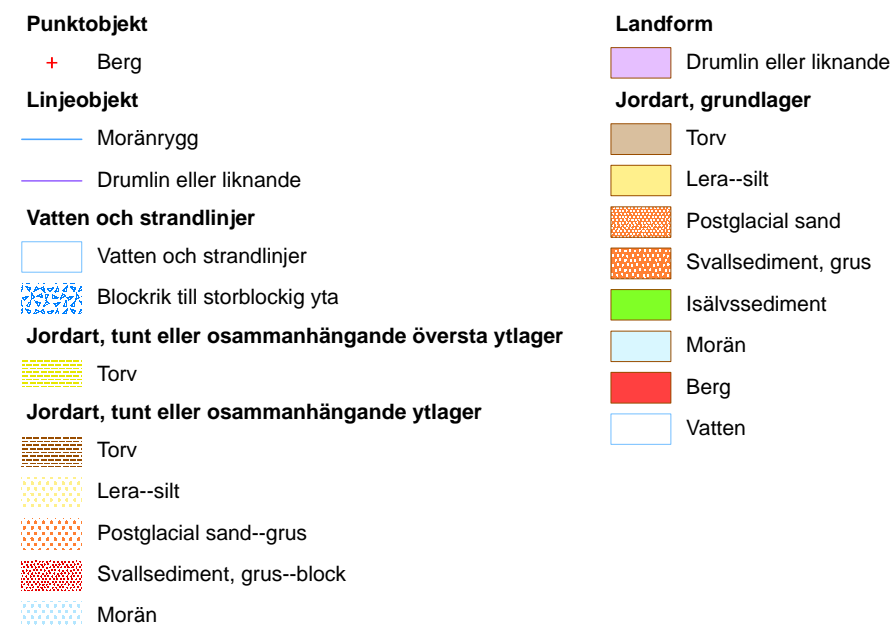 Punktobjekt
Berg
Linjeobjekt
Moränrygg
Drumlin eller liknande
Vatten och strandlinjer
Vatten och strandlinjer
Blockrik till storblockig yta
Jordart, tunt eller osammanhängande översta ytlager
Torv
Jordart, tunt eller osammanhängande ytlager
Torv
Lera--silt
Postglacial sand--grus
Svallsediment, grus--block
Morän
Landform
Drumlin eller liknande
Jordart, grundlager
Torv
Lera--silt
Postglacial sand
Svallsediment, grus
Isälvssediment
Morän
Berg
Vatten